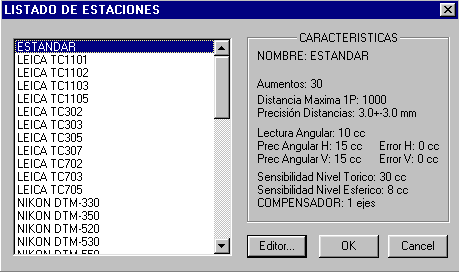 LISTADO DE ESTACIONES
ESTANDAR
LEICA TC1101
LEICA TC1102
LEICA TC1103
LEICA TC1105
LEICA TC302
LEICA TC303
LEICA TC305
LEICA TC307
LEICA TC702
LEICA TC703
LEICA TC705
NIKON DTM-330
NIKON DTM-350
NIKON DTM-520
NIKON DTM-530
NIKON DTM-550
CARACTERISTICAS
NOMBRE: ESTANDAR
Aumentos: 30
Distancia Maxima 1P: 1000
Precisión Distancias: 3.0+-3.0 mm
Lectura Angular: 10 cc
Prec Angular H: 15 cc Error H: 0 cc
Prec Angular V: 15 cc Error V: 0 cc
Sensibilidad Nivel Torico: 30 cc
Sensibilidad Nivel Esferico: 8 cc
COMPENSADOR: 1 ejes
Editor... OK Cancel